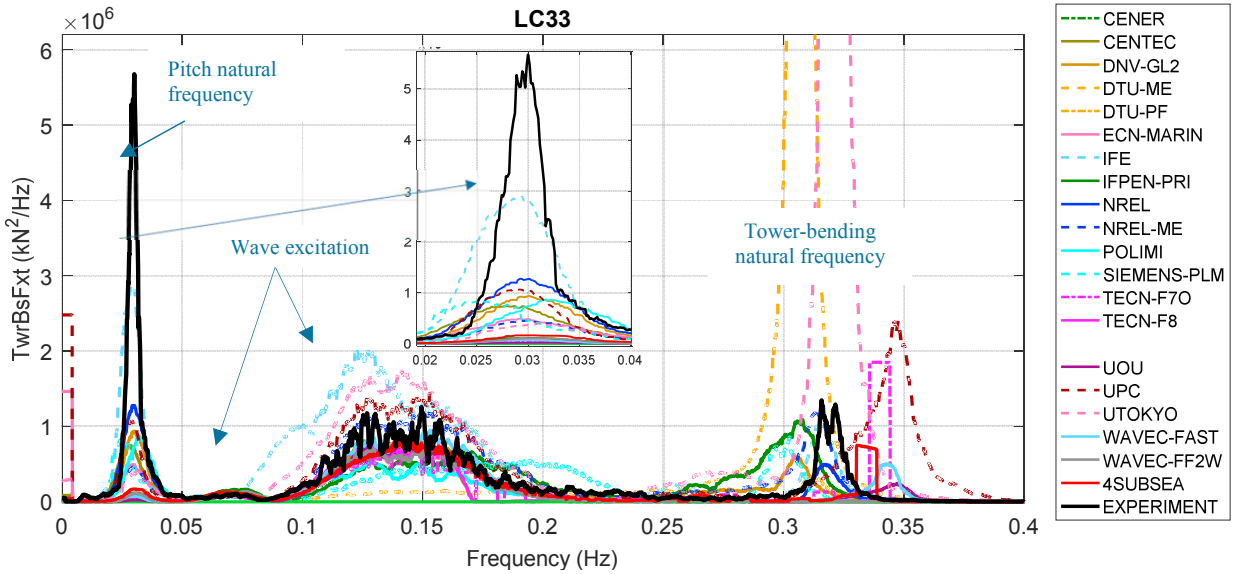 LC33
×10⁶
TwrBsFxt (kN²/Hz)
6
5
4
3
2
1
0
0 0.05 0.1 0.15 0.2 0.25 0.3 0.35 0.4
Frequency (Hz)
Pitch natural
frequency
Wave excitation
Tower-bending
natural frequency
5
4
3
2
1
0
0.02 0.025 0.03 0.035 0.04
CENER
CENTEC
DNV-GL2
DTU-ME
DTU-PF
ECN-MARIN
IFE
IFPEN-PRI
NREL
NREL-ME
POLIMI
SIEMENS-PLM
TECN-F7O
TECN-F8
UOU
UPC
UTOKYO
WAVEC-FAST
WAVEC-FF2W
4SUBSEA
EXPERIMENT